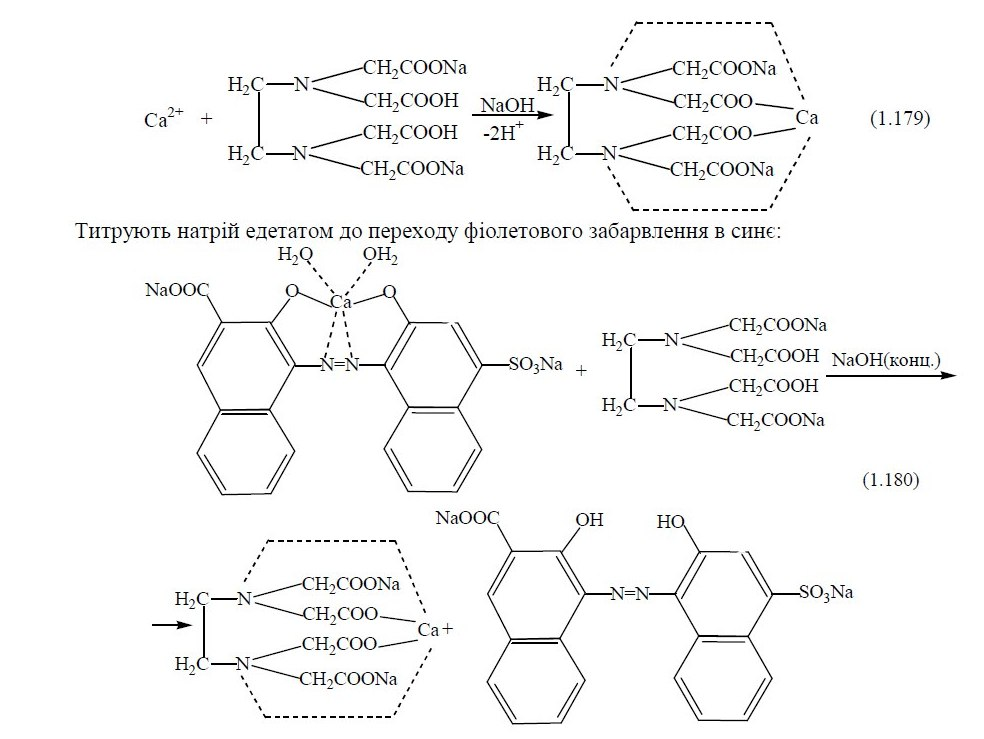 CH₂COONa CH₂COONa
H₂C N H₂C N
CH₂COOH NaOH CH₂COO
Ca²⁺ + Ca (1.179)
CH₂COOH -2H⁺ CH₂COO
H₂C N H₂C N
CH₂COONa CH₂COONa
Титрують натрій едетатом до переходу фіолетового забарвлення в синє:
H₂O OH₂
NaOOC O Ca O
CH₂COONa
H₂C N
CH₂COOH NaOH(конц.)
N=N SO₃Na +
CH₂COOH
H₂C N
CH₂COONa
(1.180)
NaOOC OH HO
CH₂COONa
H₂C N N=N SO₃Na
CH₂COO
Ca+
CH₂COO
H₂C N
CH₂COONa